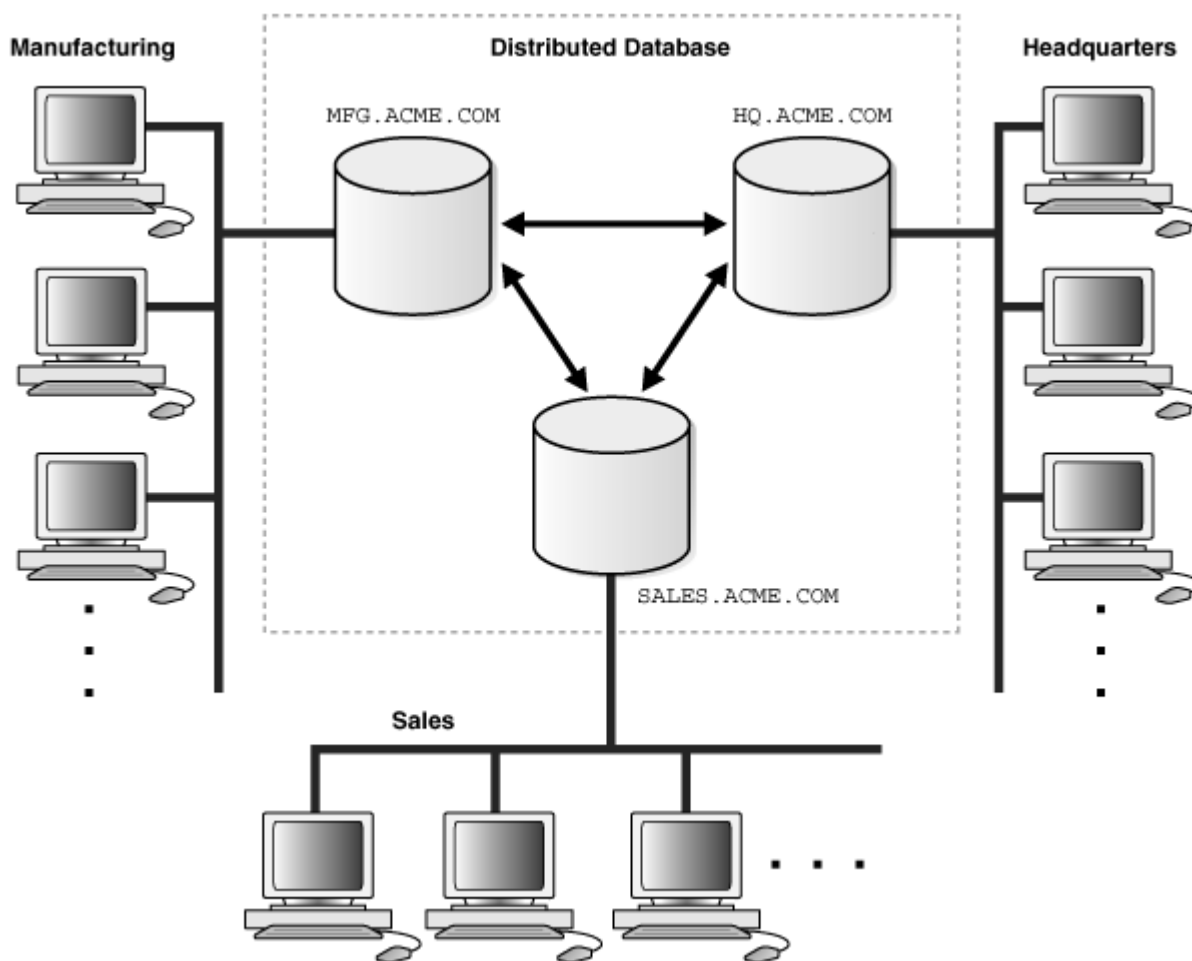 Manufacturing
Distributed Database
Headquarters
MFG.ACME.COM
HQ.ACME.COM
SALES.ACME.COM
Sales